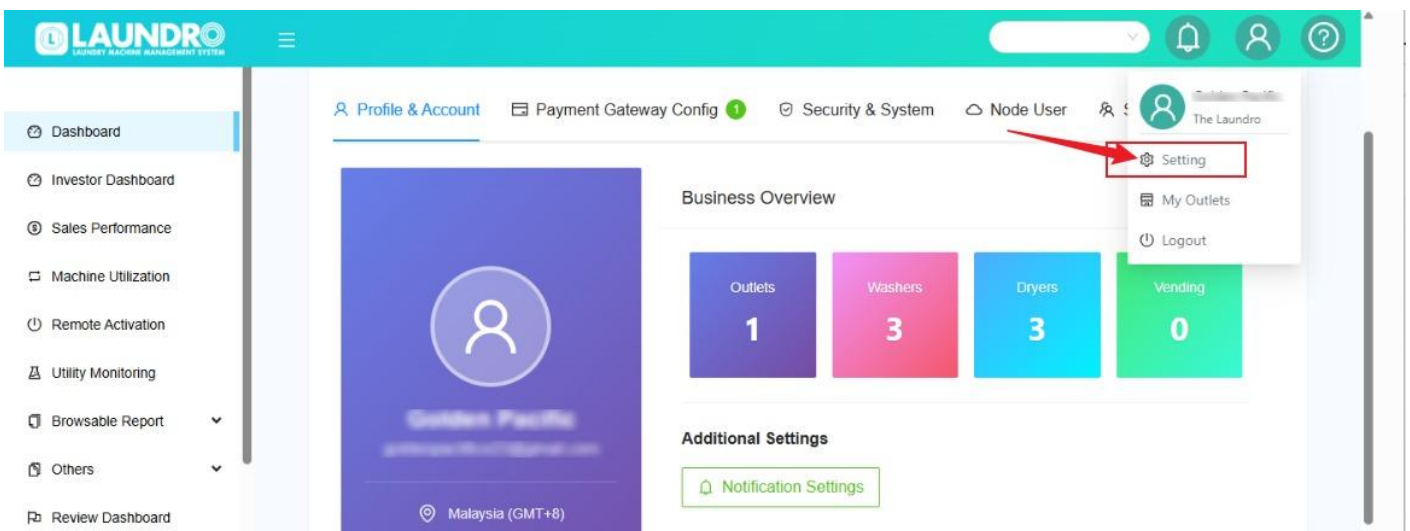 LAUNDRO
LAUNDRY MACHINE MANAGEMENT SYSTEM
Profile & Account
Payment Gateway Config 1
Security & System
Node User
The Laundro
Setting
My Outlets
Logout
Dashboard
Investor Dashboard
Sales Performance
Machine Utilization
Remote Activation
Utility Monitoring
Browsable Report
Others
Review Dashboard
Malaysia (GMT+8)
Business Overview
Outlets
1
Washers
3
Dryers
3
Vending
0
Additional Settings
Notification Settings